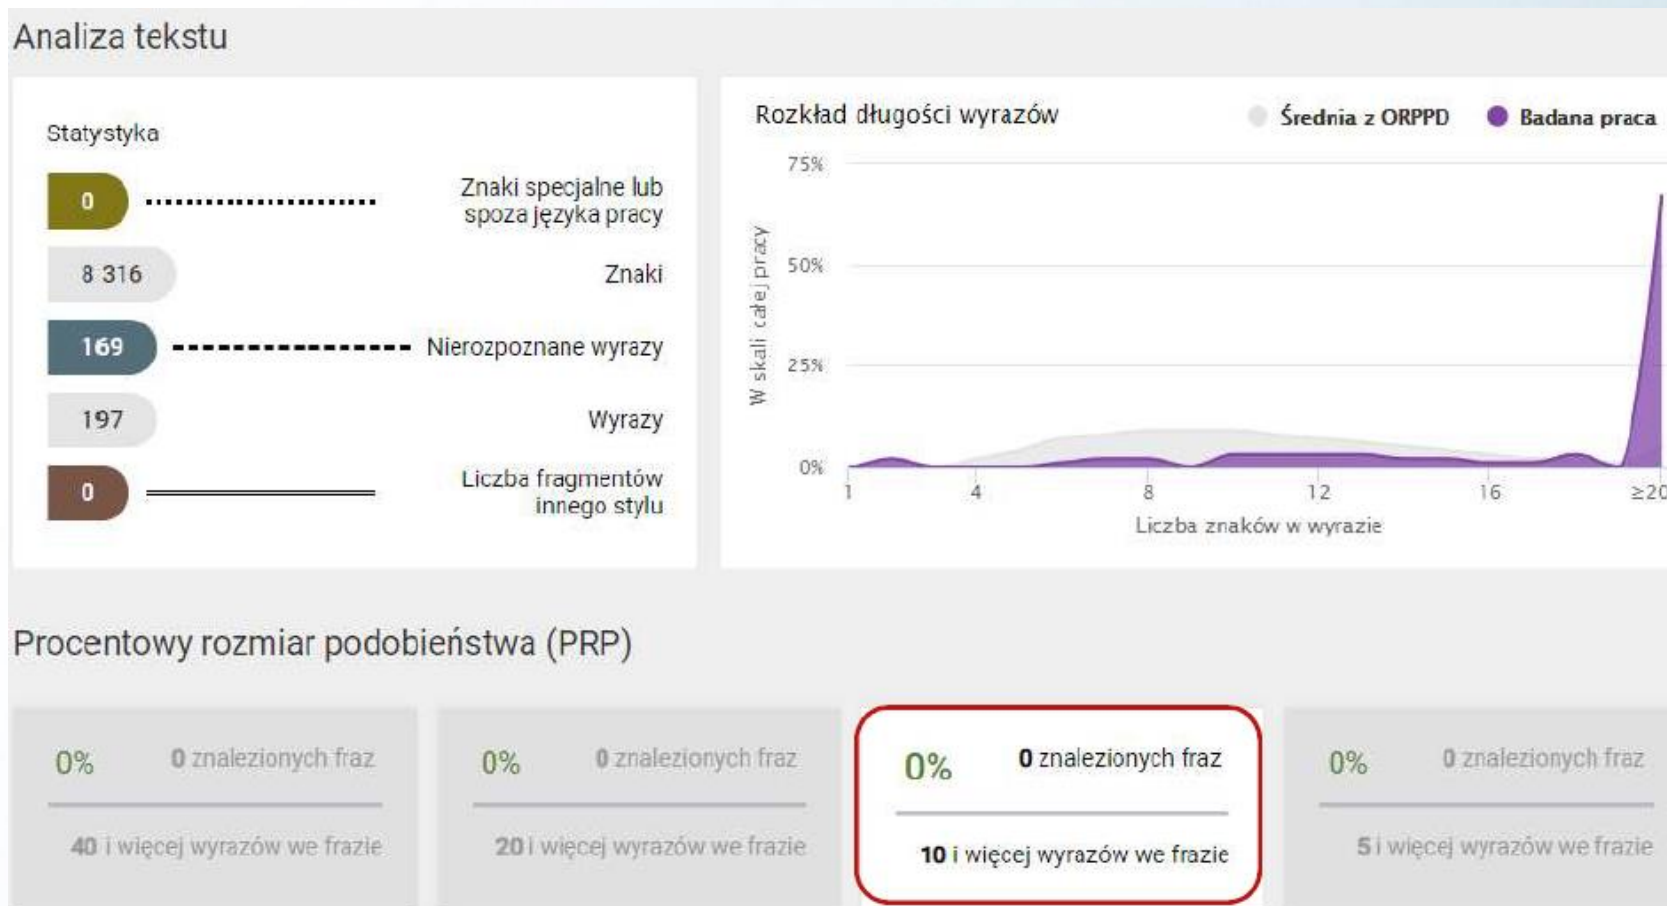 Analiza tekstu
Statystyka
0
Znaki specjalne lub
spoza języka pracy
8 316
Znaki
169
Nierozpoznane wyrazy
197
Wyrazy
0
Liczba fragmentów
innego stylu
Rozkład długości wyrazów
Średnia z ORPPD
Badana praca
75%
50%
25%
0%
W skali całej pracy
1 4 8 12 16 ≥20
Liczba znaków w wyrazie
Procentowy rozmiar podobieństwa (PRP)
0% 0 znalezionych fraz
40 i więcej wyrazów we frazie
0% 0 znalezionych fraz
20 i więcej wyrazów we frazie
0% 0 znalezionych fraz
10 i więcej wyrazów we frazie
0% 0 znalezionych fraz
5 i więcej wyrazów we frazie